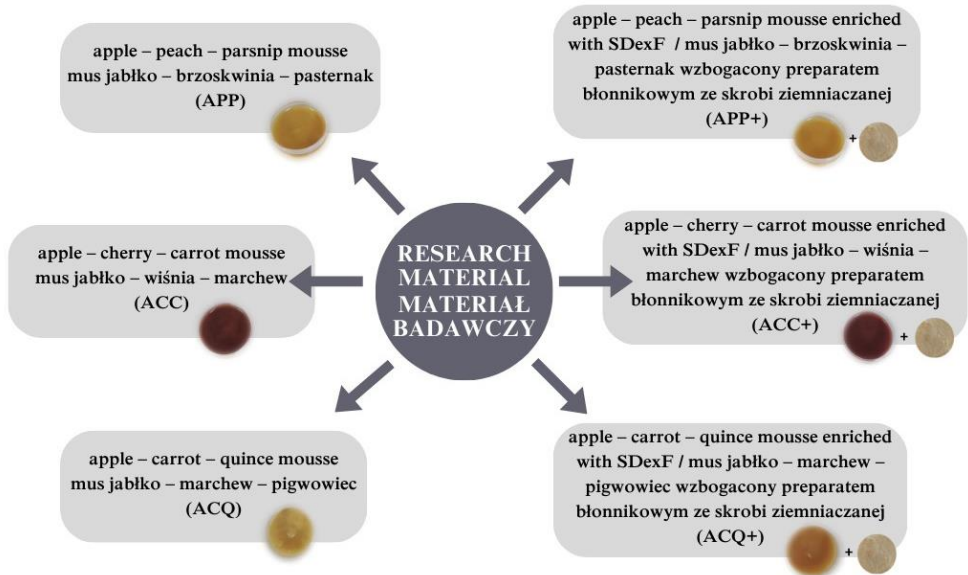 apple – peach – parsnip mousse
mus jabłko – brzoskwinia – pasternak
(APP)
apple – peach – parsnip mousse enriched
with SDexF / mus jabłko – brzoskwinia –
pasternak wzbogacony preparatem
błonnikowym ze skrobi ziemniaczanej
(APP+)
+
apple – cherry – carrot mousse
mus jabłko – wiśnia – marchew
(ACC)
RESEARCH
MATERIAL
MATERIAŁ
BADAWCZY
apple – cherry – carrot mousse enriched
with SDexF / mus jabłko – wiśnia –
marchew wzbogacony preparatem
błonnikowym ze skrobi ziemniaczanej
(ACC+)
+
apple – carrot – quince mousse
mus jabłko – marchew – pigwowiec
(ACQ)
apple – carrot – quince mousse enriched
with SDexF / mus jabłko – marchew –
pigwowiec wzbogacony preparatem
błonnikowym ze skrobi ziemniaczanej
(ACQ+)
+